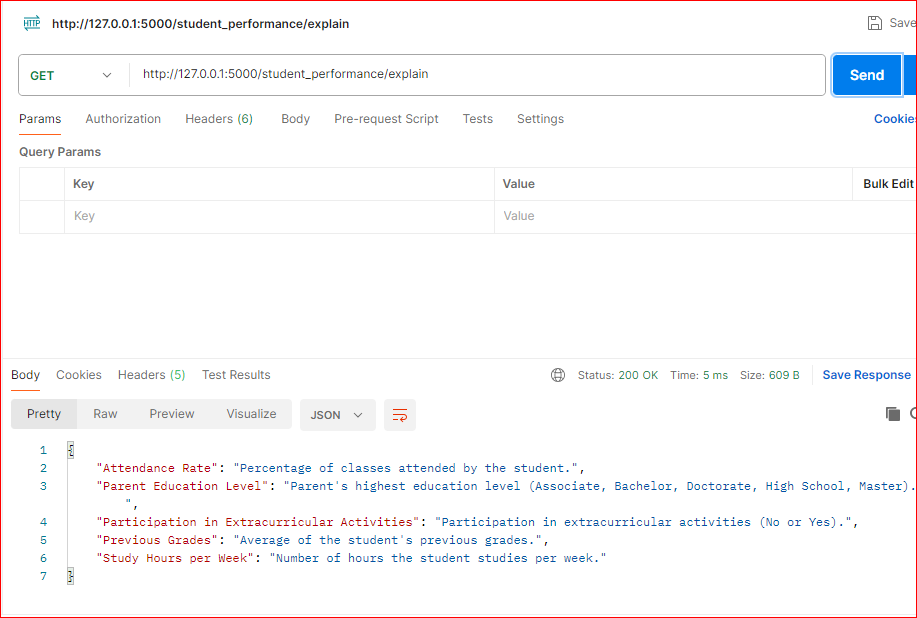 HTTP http://127.0.0.1:5000/student_performance/explain Save
GET http://127.0.0.1:5000/student_performance/explain Send
Params Authorization Headers (6) Body Pre-request Script Tests Settings Cookies
Query Params
Key Value Bulk Edit
Key Value
Body Cookies Headers (5) Test Results Status: 200 OK Time: 5 ms Size: 609 B Save Response
Pretty Raw Preview Visualize JSON
1 {
2 "Attendance Rate": "Percentage of classes attended by the student.",
3 "Parent Education Level": "Parent's highest education level (Associate, Bachelor, Doctorate, High School, Master).
",
4 "Participation in Extracurricular Activities": "Participation in extracurricular activities (No or Yes).",
5 "Previous Grades": "Average of the student's previous grades.",
6 "Study Hours per Week": "Number of hours the student studies per week."
7 }